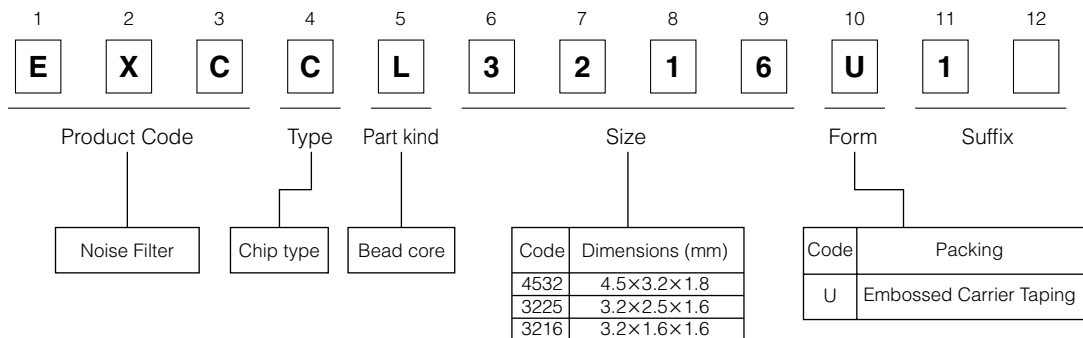 1 2 3 4 5 6 7 8 9 10 11 12
E X C C L 3 2 1 6 U 1
Product Code Type Part kind Size Form Suffix
Noise Filter Chip type Bead core
Code Dimensions (mm)
4532 4.5×3.2×1.8
3225 3.2×2.5×1.6
3216 3.2×1.6×1.6
Code Packing
U Embossed Carrier Taping